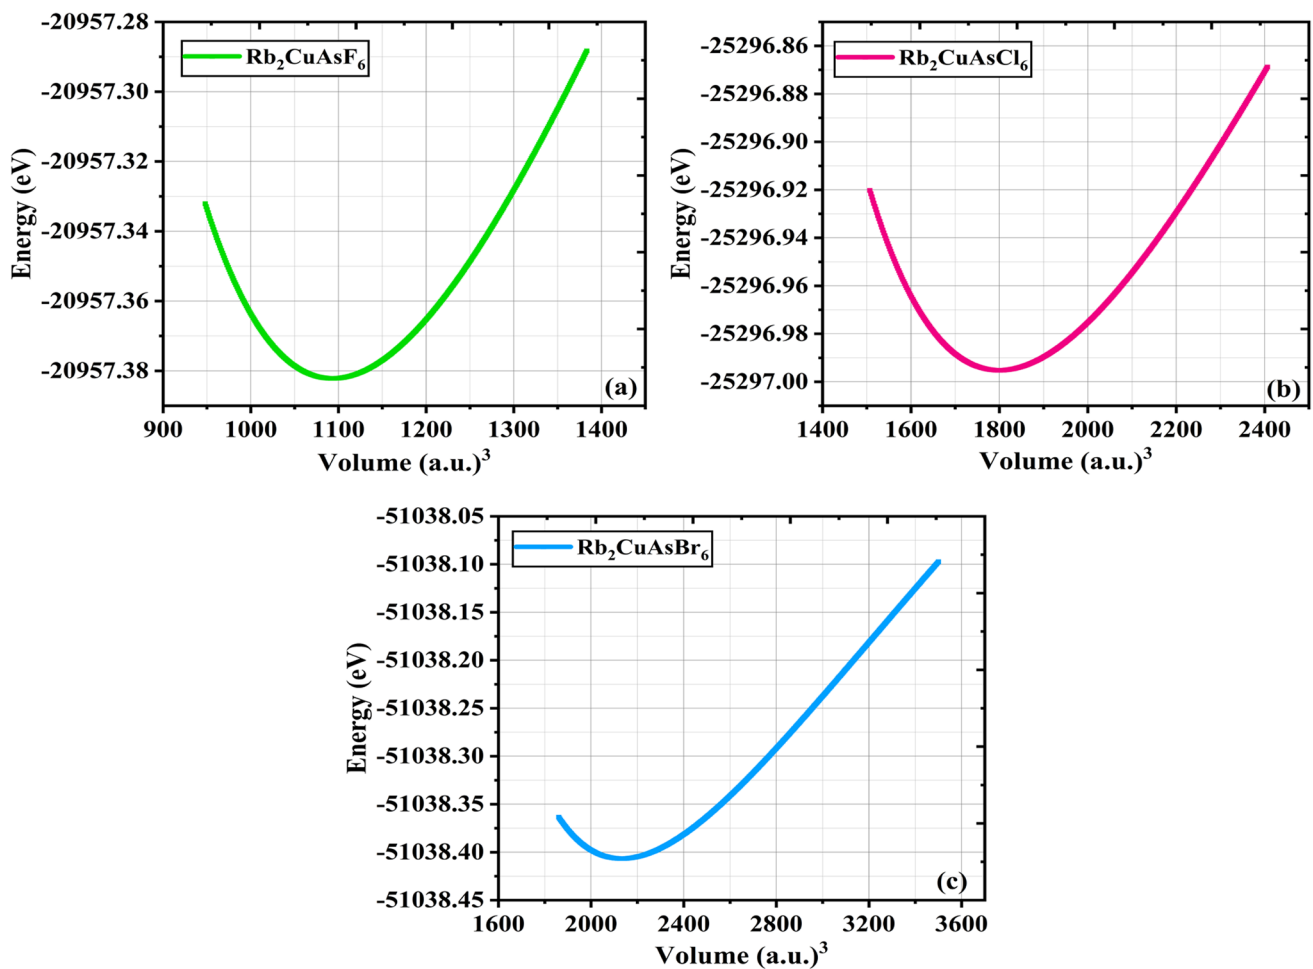 -20957.28
-20957.30
-20957.32
-20957.34
-20957.36
-20957.38
Energy (eV)
Rb₂CuAsF₆
(a)
900 1000 1100 1200 1300 1400
Volume (a.u.)³
-25296.86
-25296.88
-25296.90
-25296.92
-25296.94
-25296.96
-25296.98
-25297.00
Energy (eV)
Rb₂CuAsCl₆
(b)
1400 1600 1800 2000 2200 2400
Volume (a.u.)³
-51038.05
-51038.10
-51038.15
-51038.20
-51038.25
-51038.30
-51038.35
-51038.40
-51038.45
Energy (eV)
Rb₂CuAsBr₆
(c)
1600 2000 2400 2800 3200 3600
Volume (a.u.)³